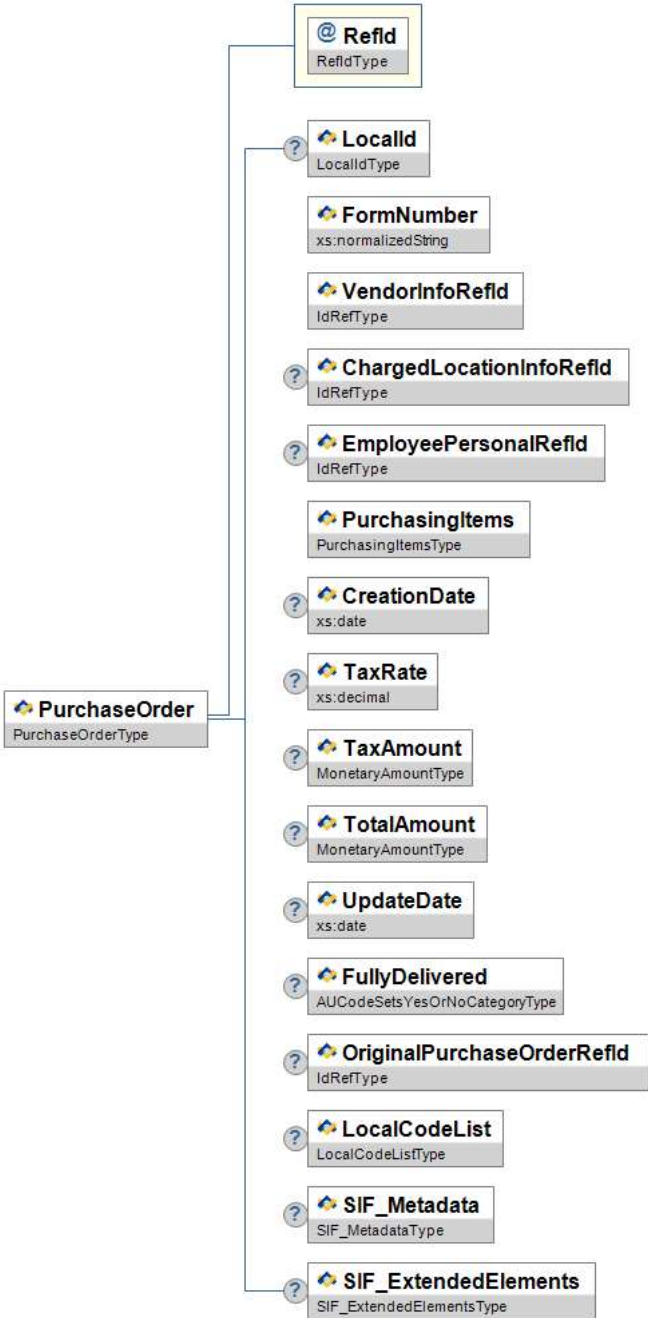 @ RefId
RefIdType
? LocalId
LocalIdType
FormNumber
xs:normalizedString
VendorInfoRefId
IdRefType
? ChargedLocationInfoRefId
IdRefType
? EmployeePersonalRefId
IdRefType
PurchasingItems
PurchasingItemsType
? CreationDate
xs:date
? TaxRate
xs:decimal
PurchaseOrder
PurchaseOrderType
? TaxAmount
MonetaryAmountType
? TotalAmount
MonetaryAmountType
? UpdateDate
xs:date
? FullyDelivered
AUCodeSetsYesOrNoCategoryType
? OriginalPurchaseOrderRefId
IdRefType
? LocalCodeList
LocalCodeListType
? SIF_Metadata
SIF_MetadataType
? SIF_ExtendedElements
SIF_ExtendedElementsType